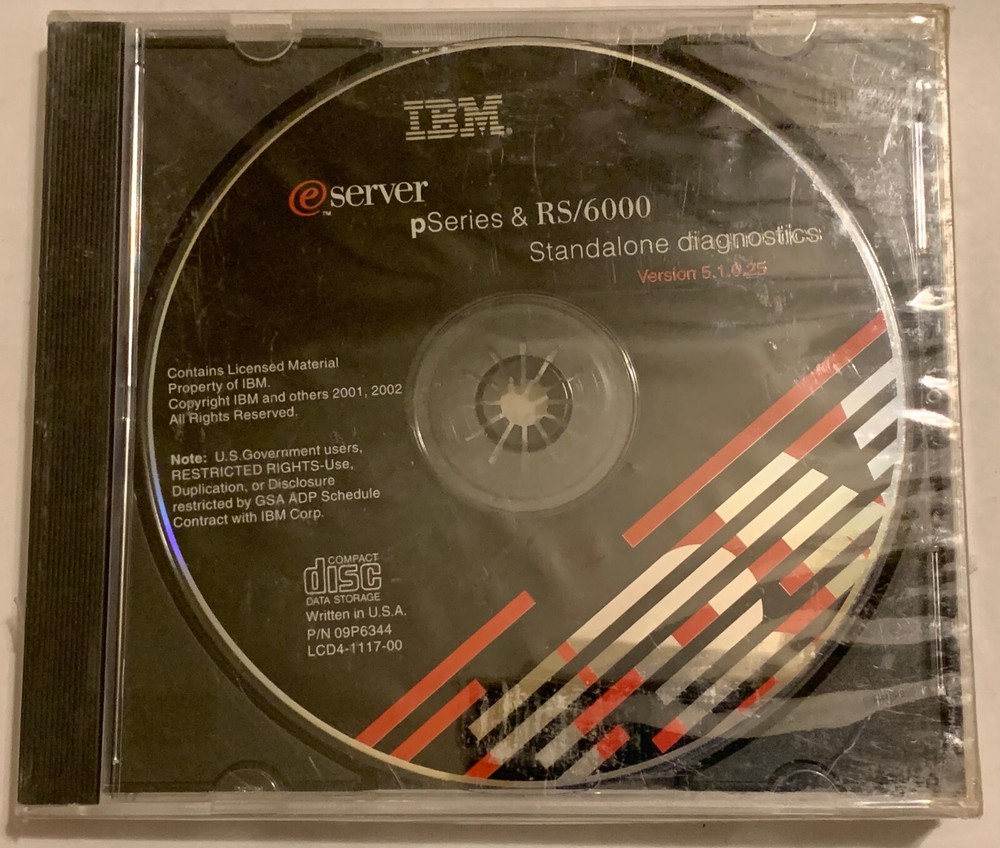 IBM®
e server™
pSeries & RS/6000
Standalone diagnostics
Version 5.1.0.25
Contains Licensed Material
Property of IBM.
Copyright IBM and others 2001, 2002
All Rights Reserved.
Note: U.S.Government users,
RESTRICTED RIGHTS-Use,
Duplication, or Disclosure
restricted by GSA ADP Schedule
Contract with IBM Corp.
COMPACT
disc
DATA STORAGE
Written in U.S.A.
P/N 09P6344
LCD4-1117-00